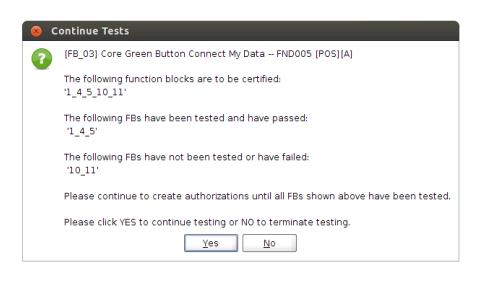 Continue Tests
[FB_03] Core Green Button Connect My Data -- FND005 [POS][A]
The following function blocks are to be certified:
'1_4_5_10_11'
The following FBs have been tested and have passed:
'1_4_5'
The following FBs have not been tested or have failed:
'10_11'
Please continue to create authorizations until all FBs shown above have been tested.
Please click YES to continue testing or NO to terminate testing.
Yes No